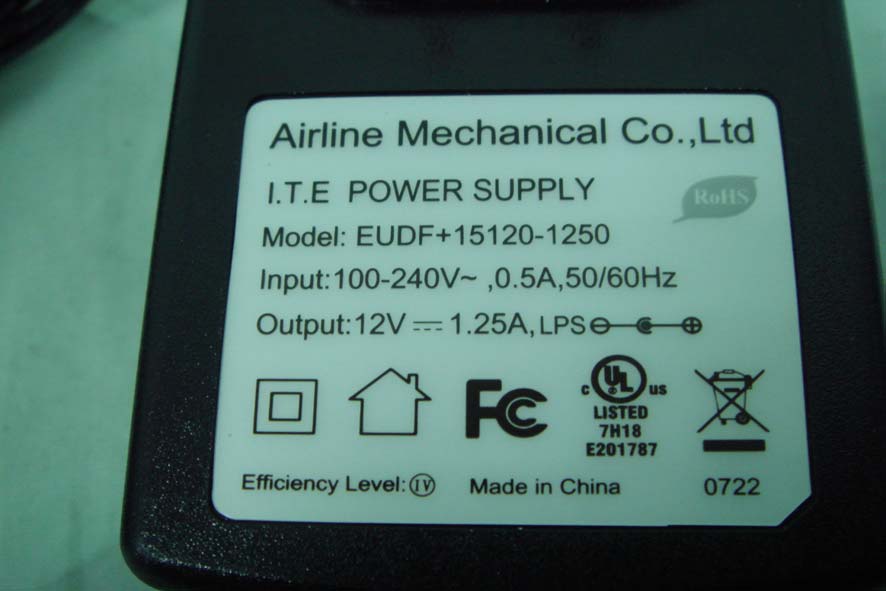 Airline Mechanical Co.,Ltd
I.T.E POWER SUPPLY
RoHS
Model: EUDF+15120-1250
Input:100-240V~ ,0.5A,50/60Hz
Output:12V ⎓ 1.25A, LPS
FC
c UL us
LISTED
7H18
E201787
Efficiency Level: IV Made in China 0722